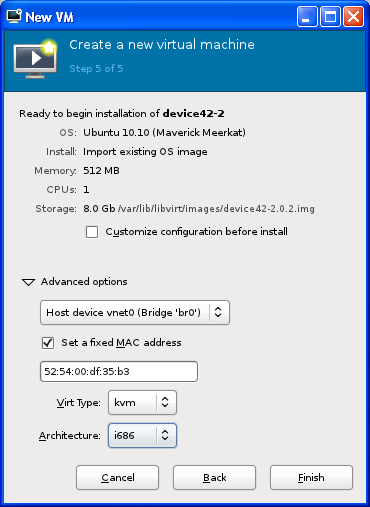 New VM
Create a new virtual machine
Step 5 of 5
Ready to begin installation of device42-2
OS: Ubuntu 10.10 (Maverick Meerkat)
Install: Import existing OS image
Memory: 512 MB
CPUs: 1
Storage: 8.0 Gb /var/lib/libvirt/images/device42-2.0.2.img
Customize configuration before install
Advanced options
Host device vnet0 (Bridge 'br0')
Set a fixed MAC address
52:54:00:df:35:b3
Virt Type: kvm
Architecture: i686
Cancel Back Finish